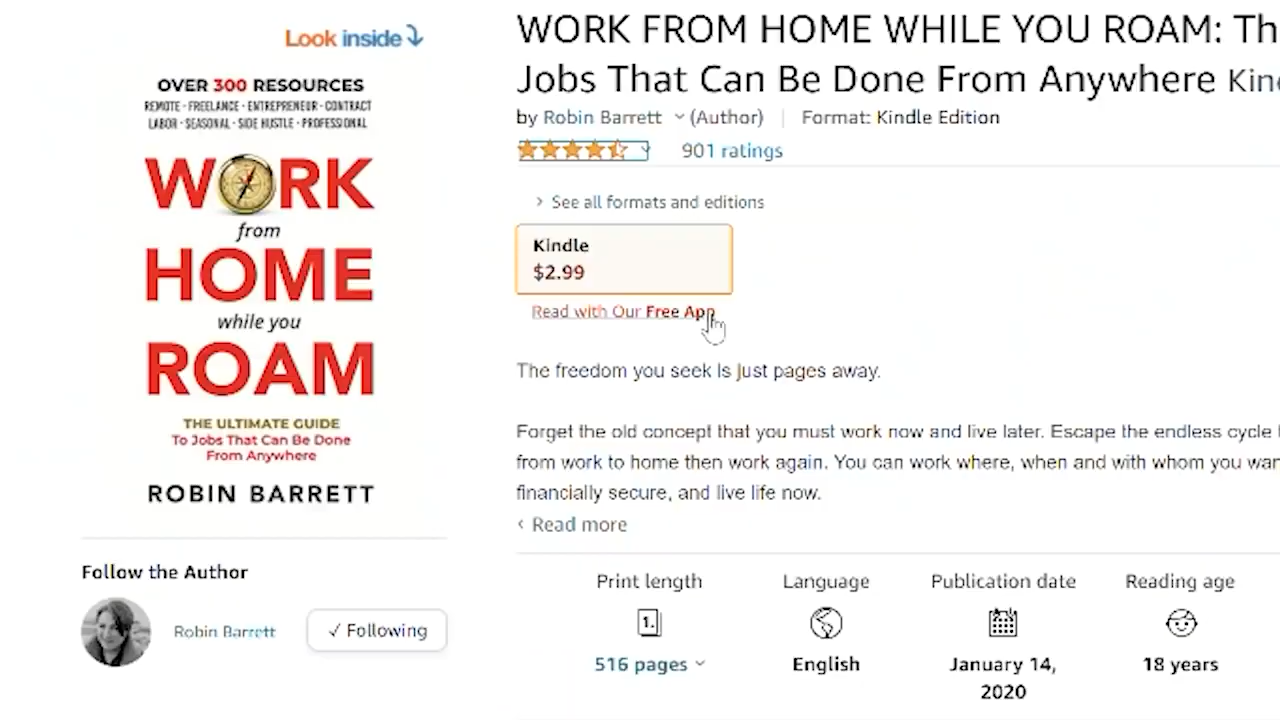 Look inside
OVER 300 RESOURCES
REMOTE · FREELANCE · ENTREPRENEUR · CONTRACT
LABOR · SEASONAL · SIDE HUSTLE · PROFESSIONAL
WORK
from
HOME
while you
ROAM
THE ULTIMATE GUIDE
To Jobs That Can Be Done
From Anywhere
ROBIN BARRETT
Follow the Author
Robin Barrett
✓ Following
WORK FROM HOME WHILE YOU ROAM: Th
Jobs That Can Be Done From Anywhere Kin
by Robin Barrett (Author) | Format: Kindle Edition
901 ratings
› See all formats and editions
Kindle
$2.99
Read with Our Free App
The freedom you seek is just pages away.
Forget the old concept that you must work now and live later. Escape the endless cycle
from work to home then work again. You can work where, when and with whom you wan
financially secure, and live life now.
‹ Read more
Print length Language Publication date Reading age
1.
516 pages English January 14, 18 years
2020